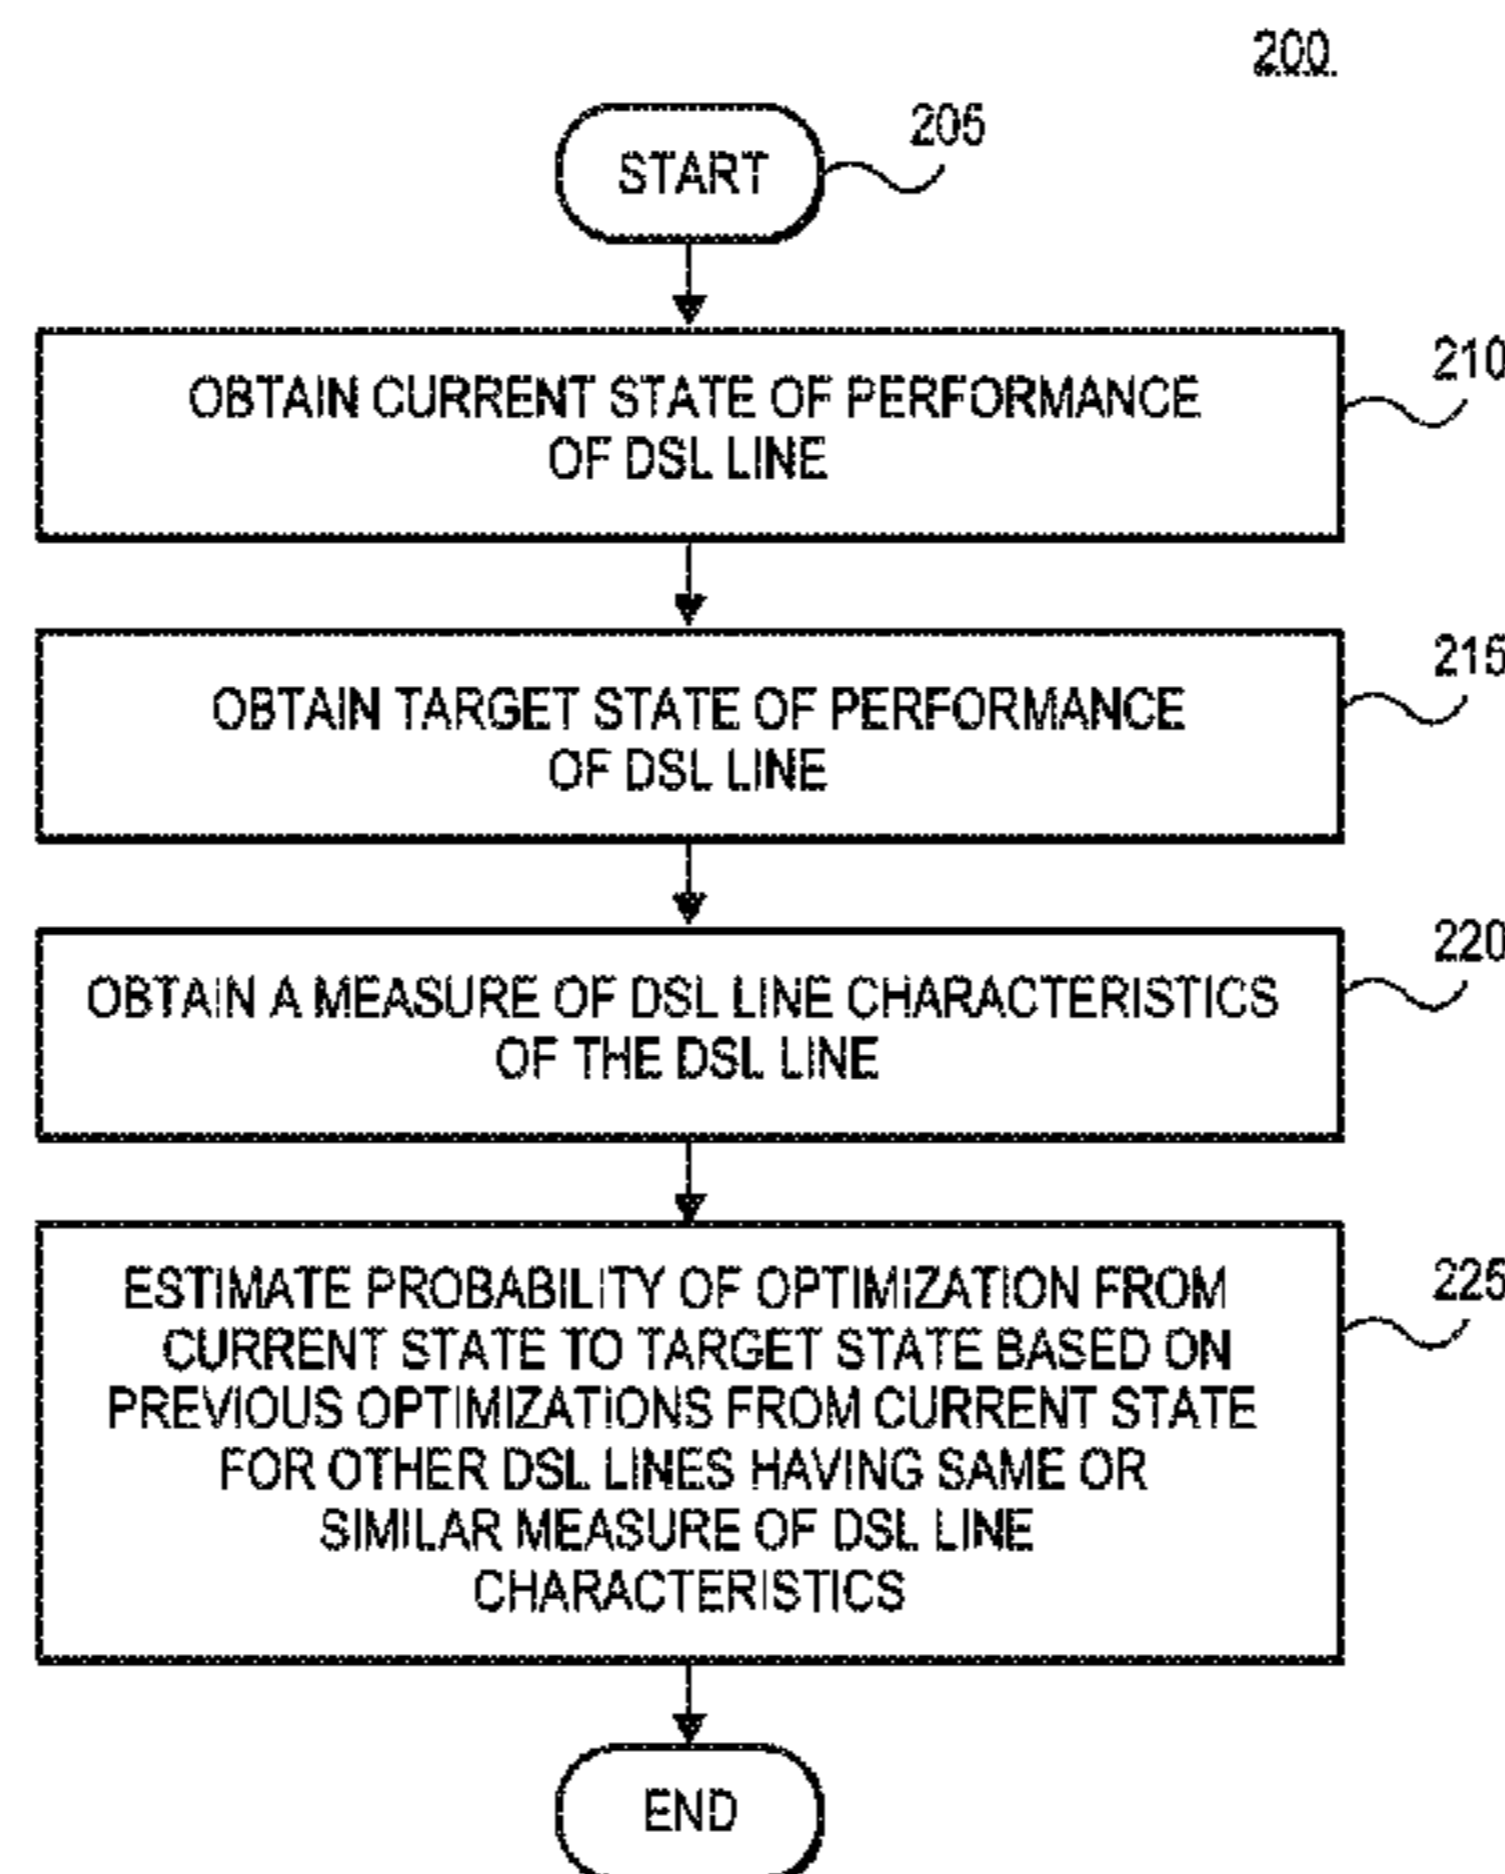 200
START
205
OBTAIN CURRENT STATE OF PERFORMANCE
OF DSL LINE
210
OBTAIN TARGET STATE OF PERFORMANCE
OF DSL LINE
215
OBTAIN A MEASURE OF DSL LINE CHARACTERISTICS
OF THE DSL LINE
220
ESTIMATE PROBABILITY OF OPTIMIZATION FROM
CURRENT STATE TO TARGET STATE BASED ON
PREVIOUS OPTIMIZATIONS FROM CURRENT STATE
FOR OTHER DSL LINES HAVING SAME OR
SIMILAR MEASURE OF DSL LINE
CHARACTERISTICS
225
END